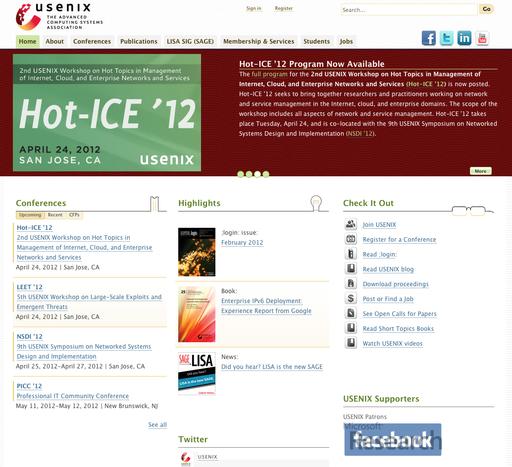 usenix
THE ADVANCED
COMPUTING SYSTEMS
ASSOCIATION
Sign in Register
Search...
Go
Home About Conferences Publications LISA SIG (SAGE) Membership & Services Students Jobs
2nd USENIX Workshop on Hot Topics in Management
of Internet, Cloud, and Enterprise Networks and Services
Hot-ICE '12
APRIL 24, 2012
SAN JOSE, CA
usenix
Hot-ICE '12 Program Now Available
The full program for the 2nd USENIX Workshop on Hot Topics in Management of
Internet, Cloud, and Enterprise Networks and Services (Hot-ICE '12) is now posted.
Hot-ICE '12 seeks to bring together researchers and practitioners working on network
and service management in the Internet, cloud, and enterprise domains. The scope of the
workshop includes all aspects of network and service management. Hot-ICE '12 takes
place Tuesday, April 24, and is co-located with the 9th USENIX Symposium on Networked
Systems Design and Implementation (NSDI '12).
More
Conferences
Upcoming Recent CFPs
Hot-ICE '12
2nd USENIX Workshop on Hot Topics in
Management of Internet, Cloud, and Enterprise
Networks and Services
April 24, 2012 | San Jose, CA
LEET '12
5th USENIX Workshop on Large-Scale Exploits and
Emergent Threats
April 24, 2012 | San Jose, CA
NSDI '12
9th USENIX Symposium on Networked Systems
Design and Implementation
April 25, 2012-April 27, 2012 | San Jose, CA
PICC '12
Professional IT Community Conference
May 11, 2012-May 12, 2012 | New Brunswick, NJ
See all
Highlights
;login: issue:
February 2012
Book:
Enterprise IPv6 Deployment:
Experience Report from Google
SAGE
LISA
News:
Did you hear? LISA is the new SAGE
Twitter
USENIX
Check It Out
Join USENIX
Register for a Conference
Read ;login:
Read USENIX blog
Download proceedings
Post or Find a Job
See Open Calls for Papers
Read Short Topics Books
Watch USENIX videos
USENIX Supporters
USENIX Patrons
Microsoft
Research
facebook